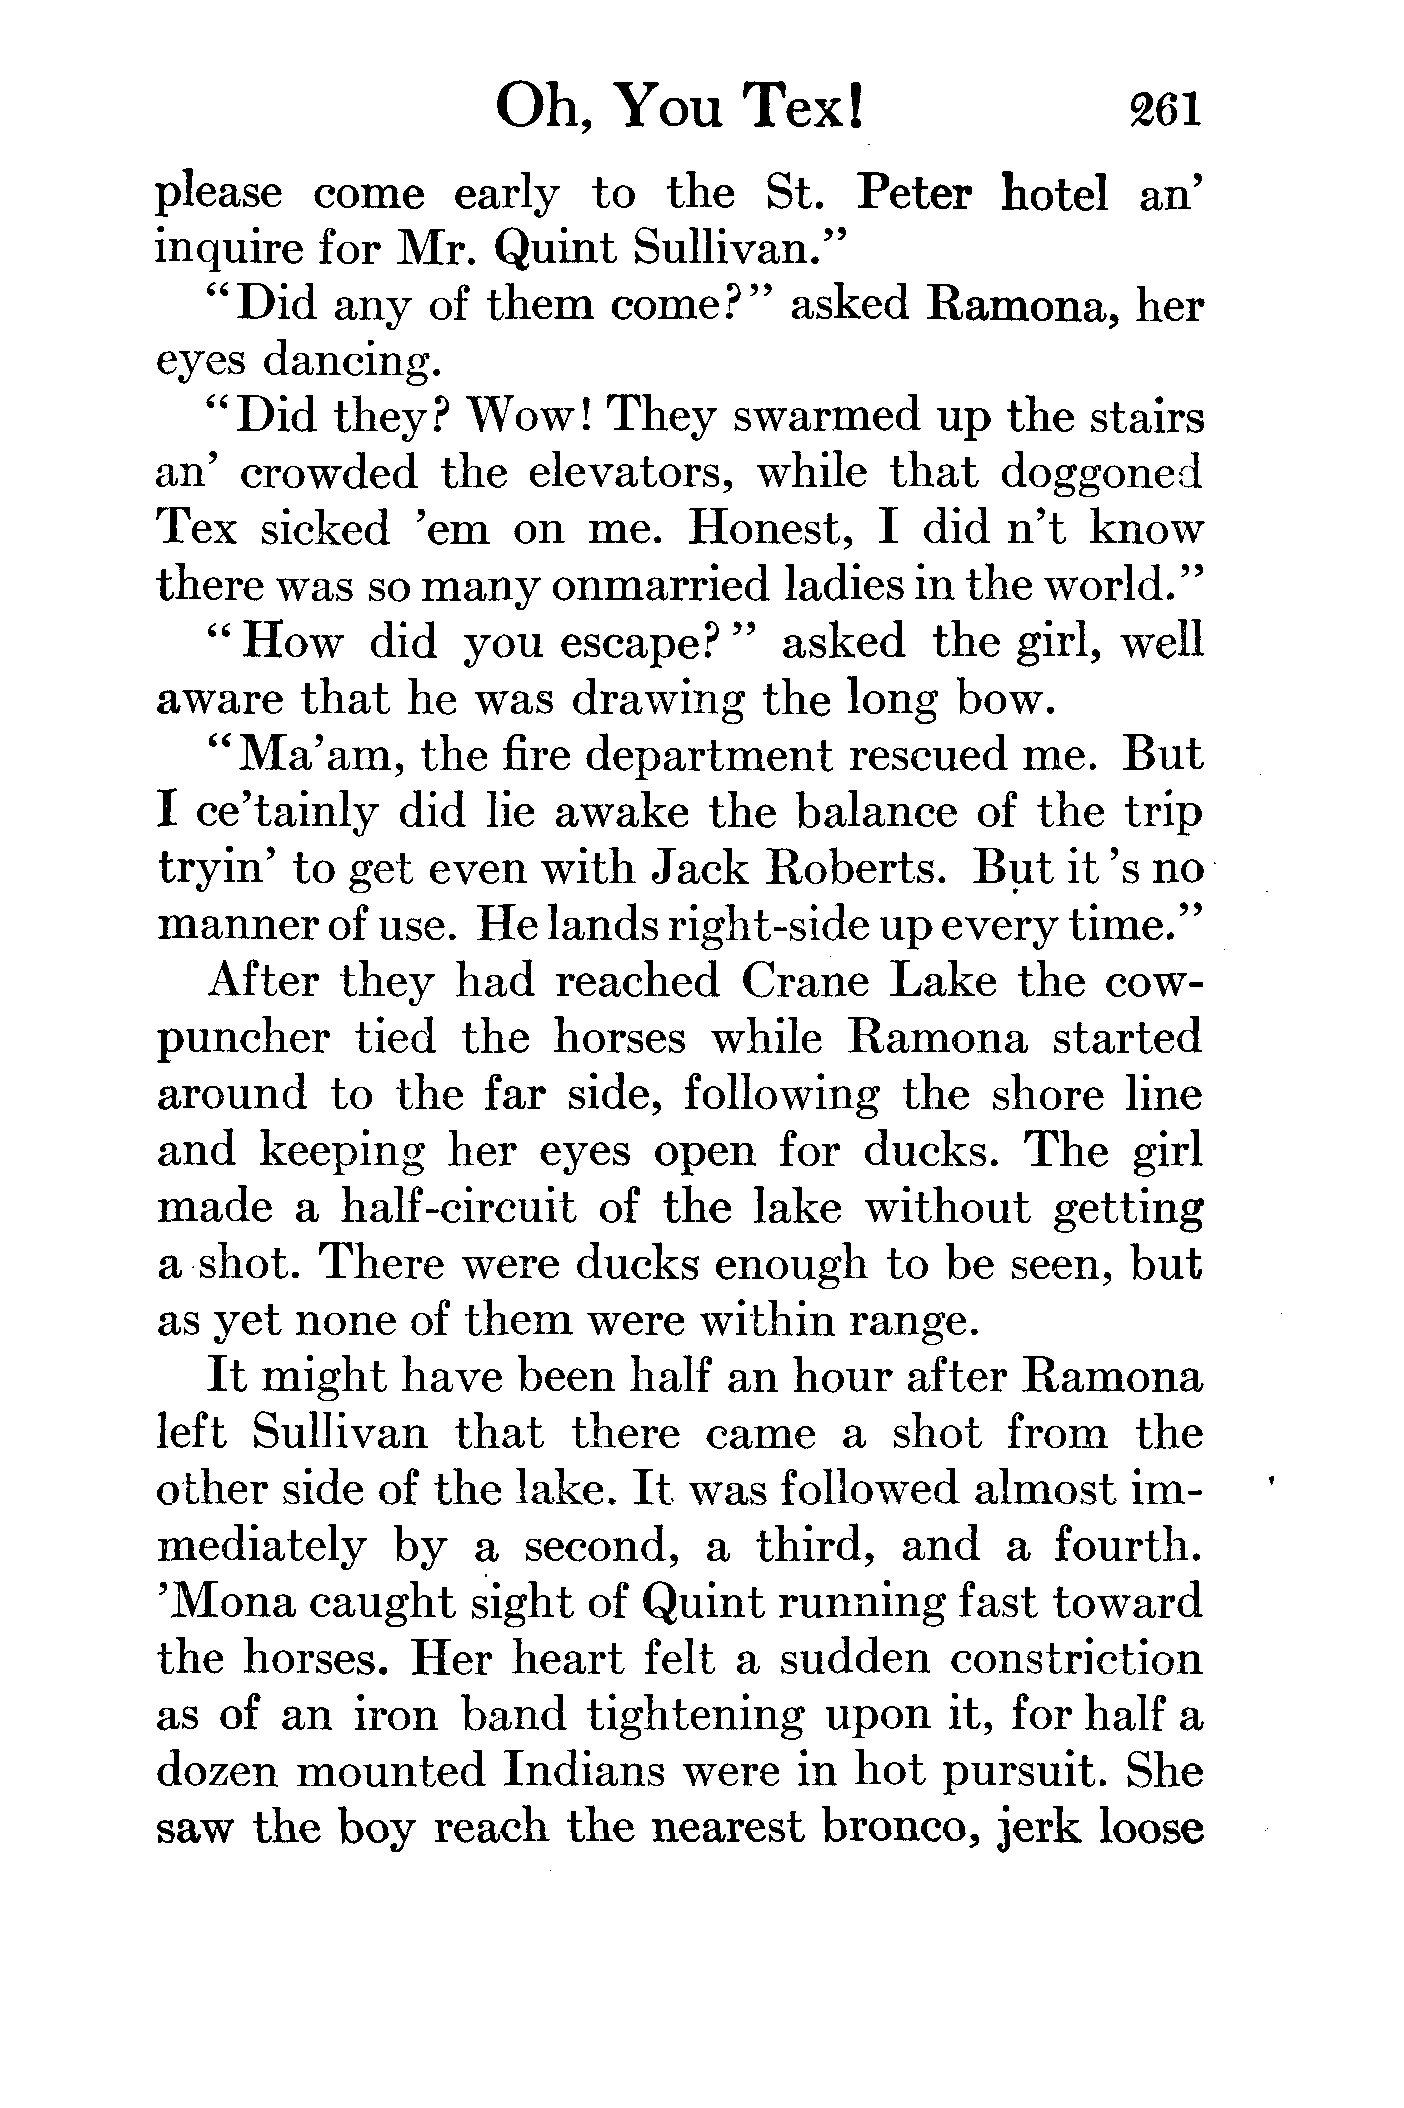 Oh, You Tex! 261
please come early to the St. Peter hotel an'
inquire for Mr. Quint Sullivan."
"Did any of them come?" asked Ramona, her
eyes dancing.
"Did they? Wow! They swarmed up the stairs
an' crowded the elevators, while that doggoned
Tex sicked 'em on me. Honest, I did n't know
there was so many onmarried ladies in the world."
"How did you escape?" asked the girl, well
aware that he was drawing the long bow.
"Ma'am, the fire department rescued me. But
I ce'tainly did lie awake the balance of the trip
tryin' to get even with Jack Roberts. But it 's no
manner of use. He lands right-side up every time."
After they had reached Crane Lake the cow-
puncher tied the horses while Ramona started
around to the far side, following the shore line
and keeping her eyes open for ducks. The girl
made a half-circuit of the lake without getting
a shot. There were ducks enough to be seen, but
as yet none of them were within range.
It might have been half an hour after Ramona
left Sullivan that there came a shot from the
other side of the lake. It was followed almost im-
mediately by a second, a third, and a fourth.
'Mona caught sight of Quint running fast toward
the horses. Her heart felt a sudden constriction
as of an iron band tightening upon it, for half a
dozen mounted Indians were in hot pursuit. She
saw the boy reach the nearest bronco, jerk loose